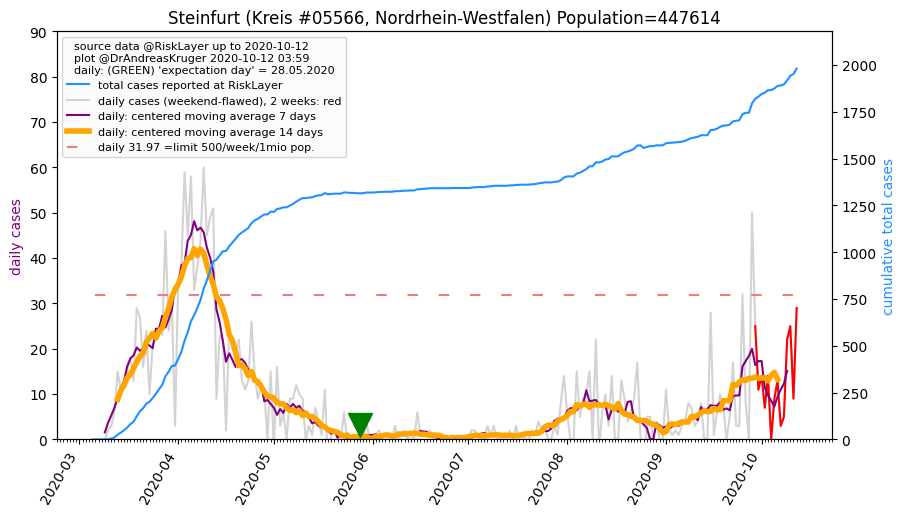 Steinfurt (Kreis #05566, Nordrhein-Westfalen) Population=447614
source data @RiskLayer up to 2020-10-12
plot @DrAndreasKruger 2020-10-12 03:59
daily: (GREEN) 'expectation day' = 28.05.2020
total cases reported at RiskLayer
daily cases (weekend-flawed), 2 weeks: red
daily: centered moving average 7 days
daily: centered moving average 14 days
daily 31.97 =limit 500/week/1mio pop.
daily cases
90
80
70
60
50
40
30
20
10
0
2000
1750
1500
1250
1000
750
500
250
0
cumulative total cases
2020-03
2020-04
2020-05
2020-06
2020-07
2020-08
2020-09
2020-10